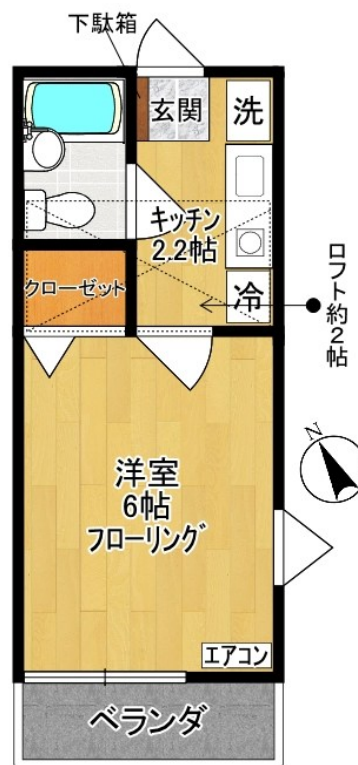 下駄箱
玄関
洗
キッチン
2.2帖
クローゼット
冷
ロフト約2帖
N
洋室
6帖
フローリング
エアコン
ベランダ